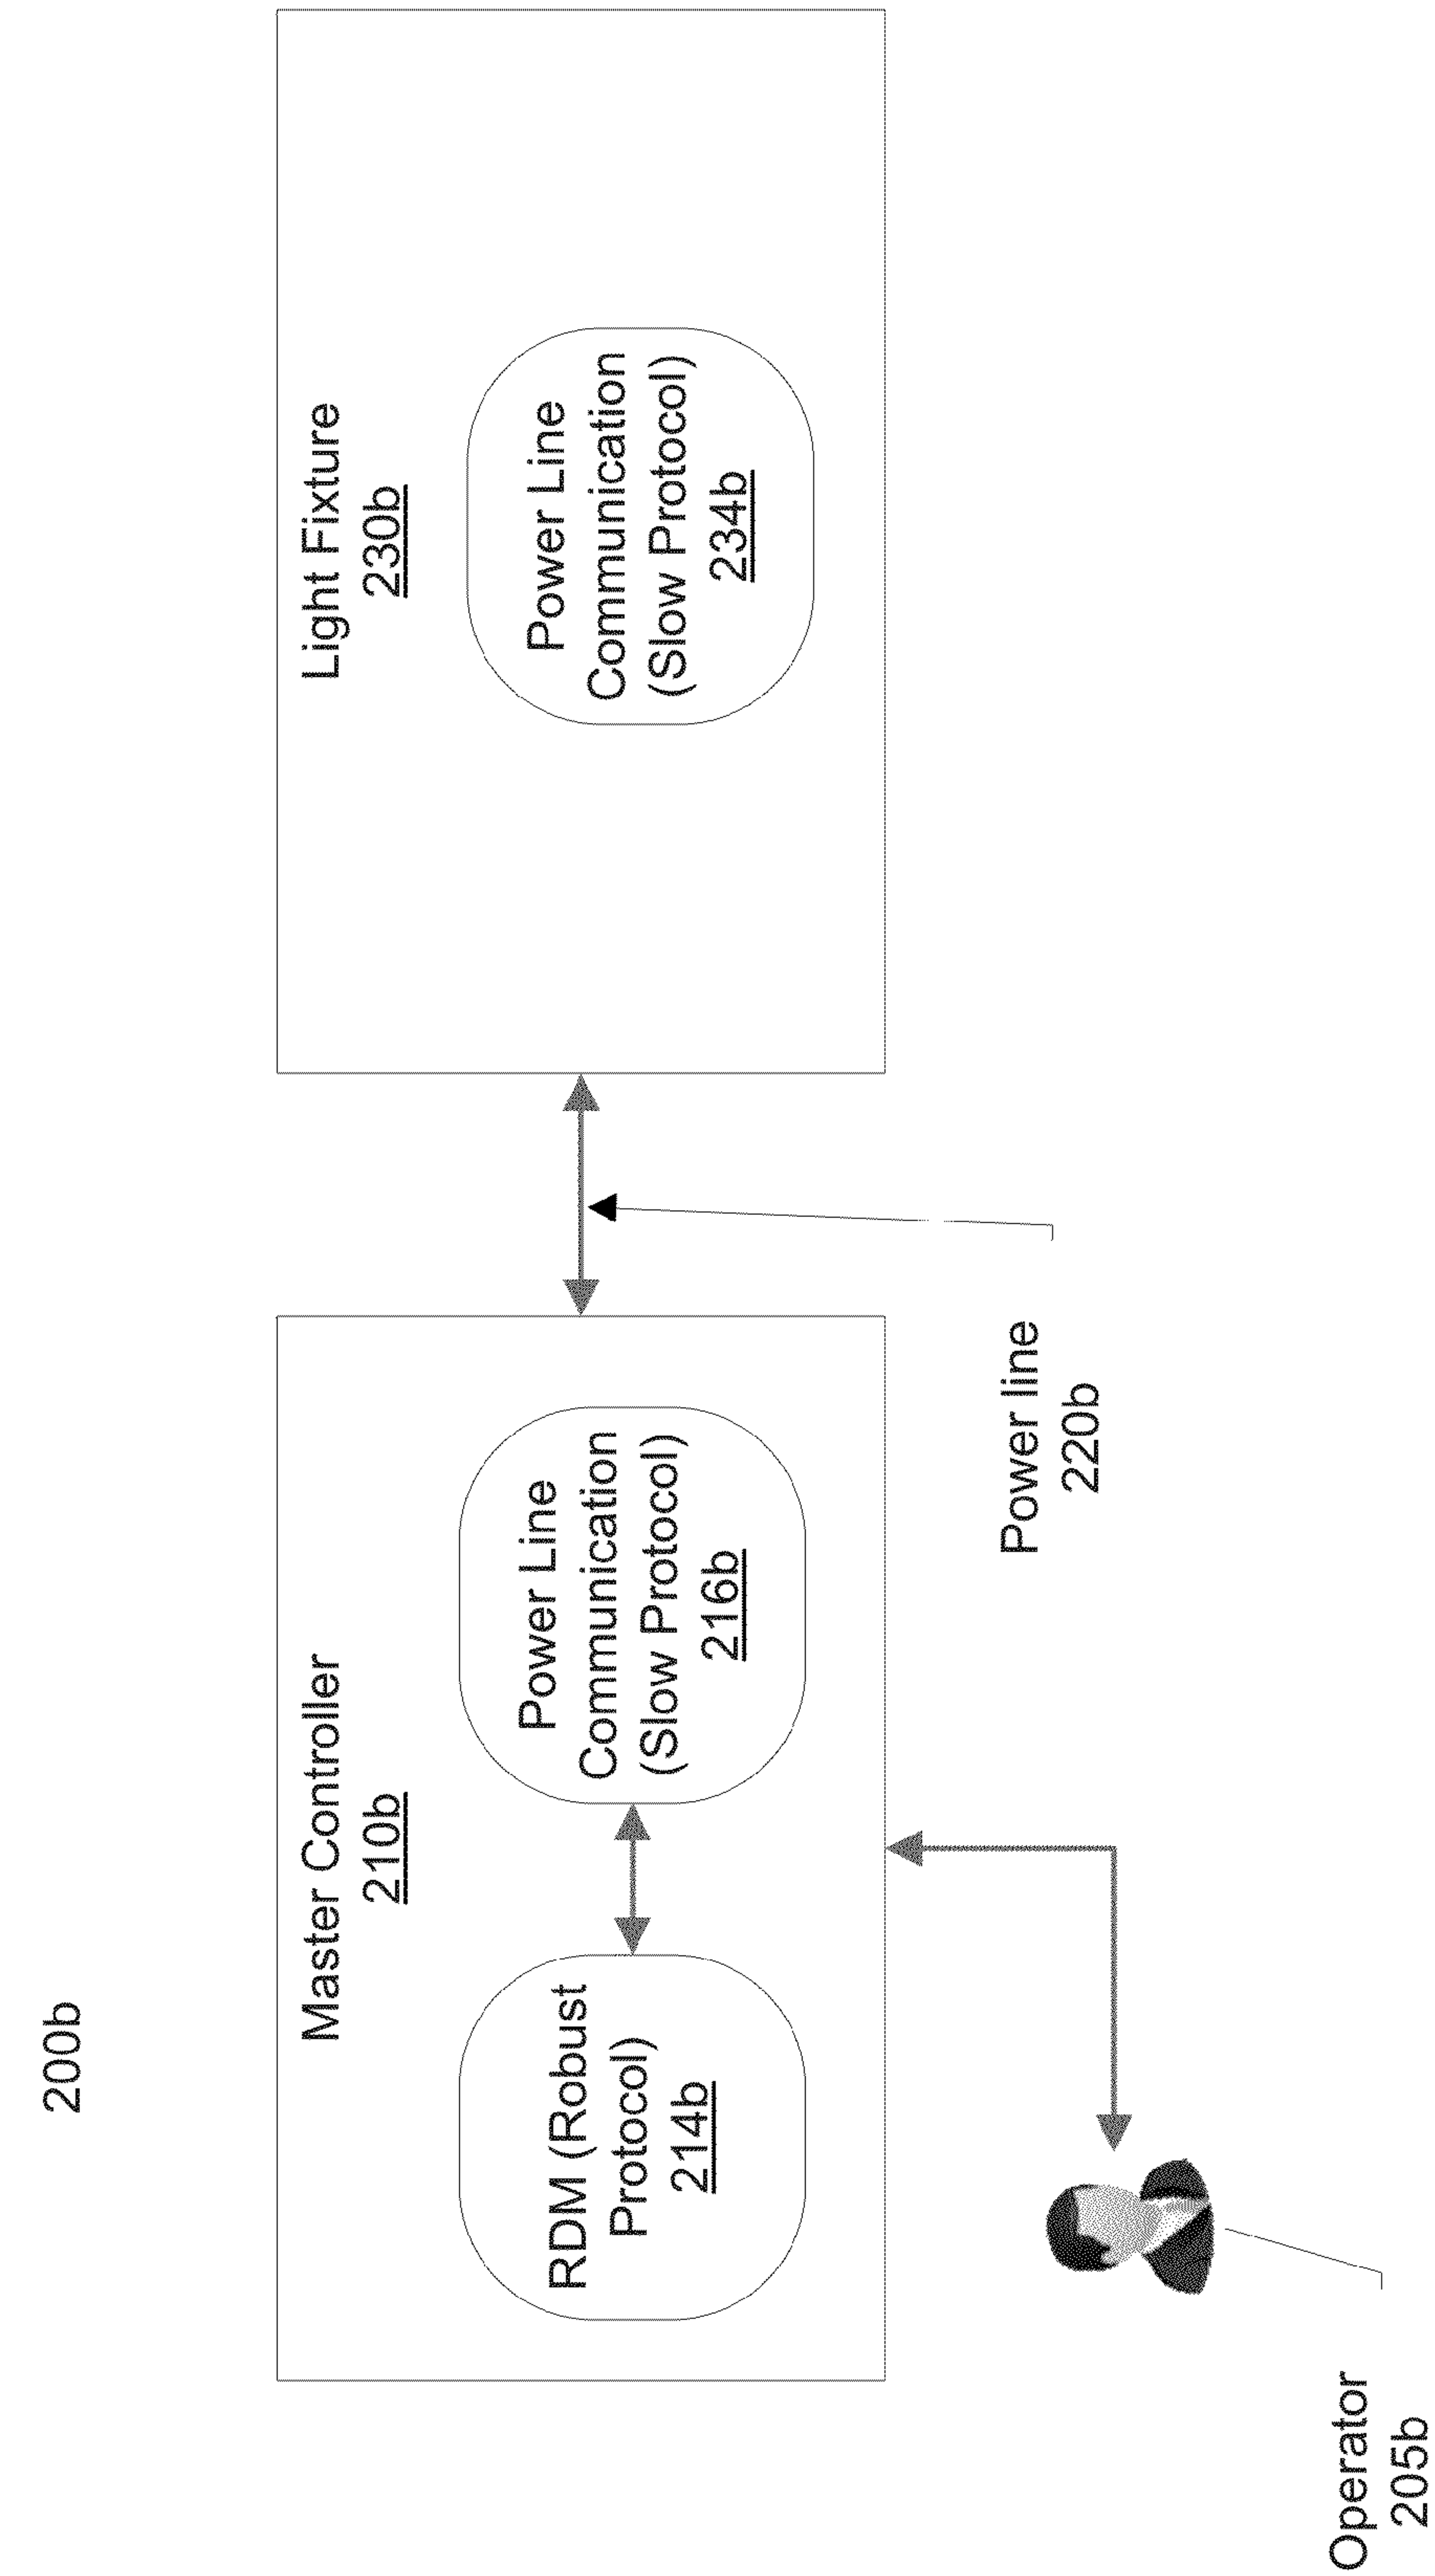 200b
Master Controller
210b
RDM (Robust
Protocol)
214b
Power Line
Communication
(Slow Protocol)
216b
Light Fixture
230b
Power Line
Communication
(Slow Protocol)
234b
Power line
220b
Operator
205b